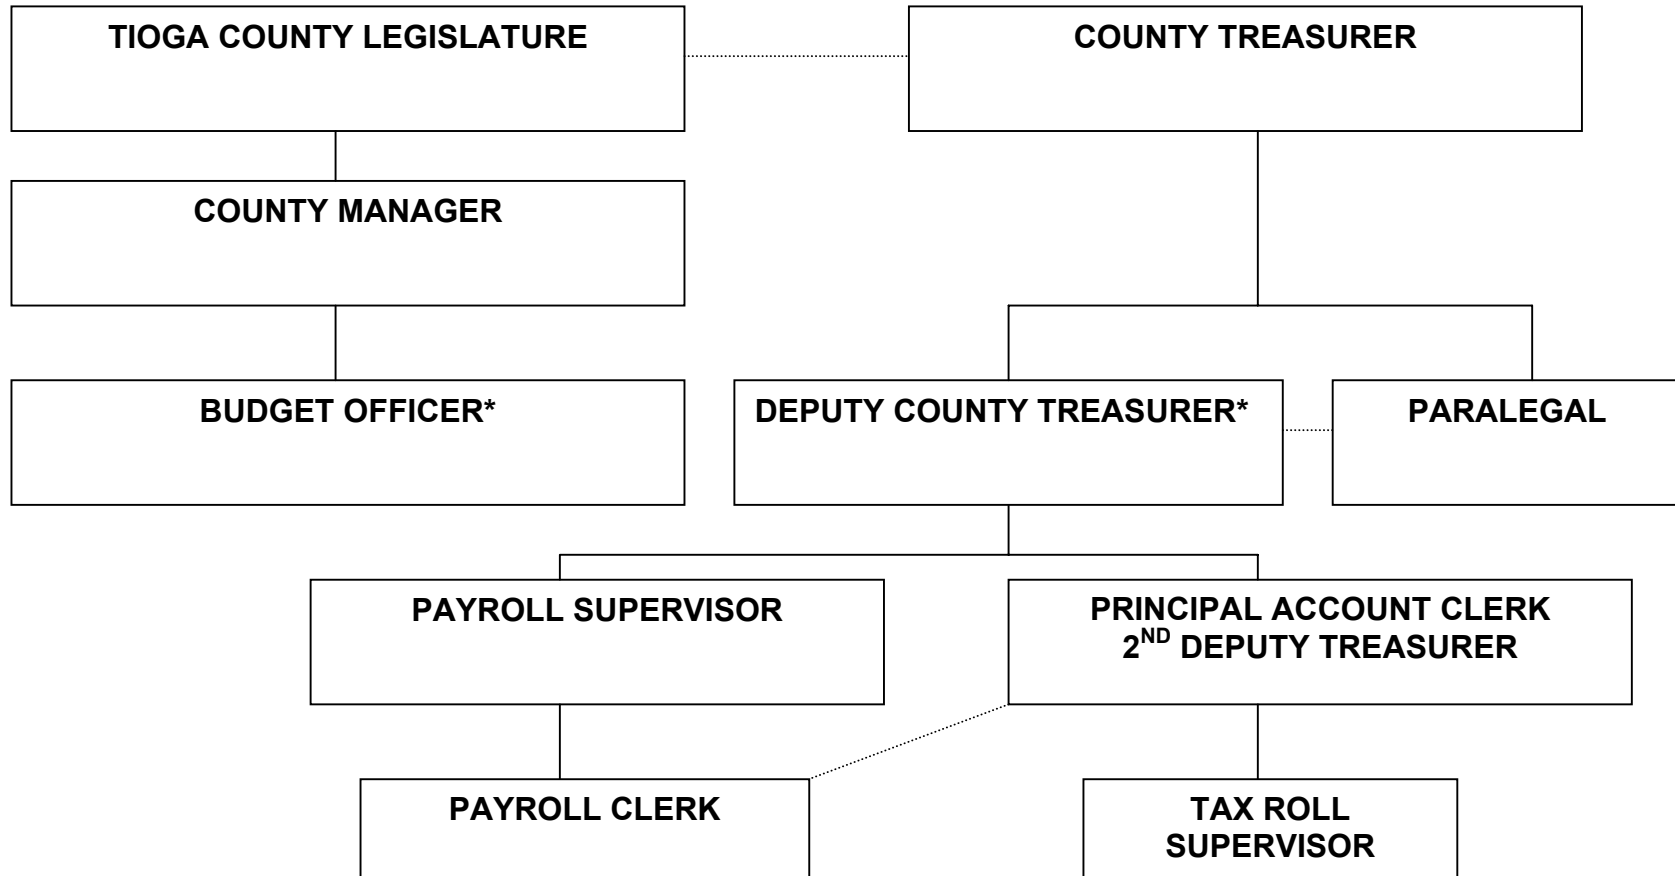 TIOGA COUNTY LEGISLATURE
COUNTY TREASURER
COUNTY MANAGER
BUDGET OFFICER*
DEPUTY COUNTY TREASURER*
PARALEGAL
PAYROLL SUPERVISOR
PRINCIPAL ACCOUNT CLERK
2ND DEPUTY TREASURER
PAYROLL CLERK
TAX ROLL
SUPERVISOR